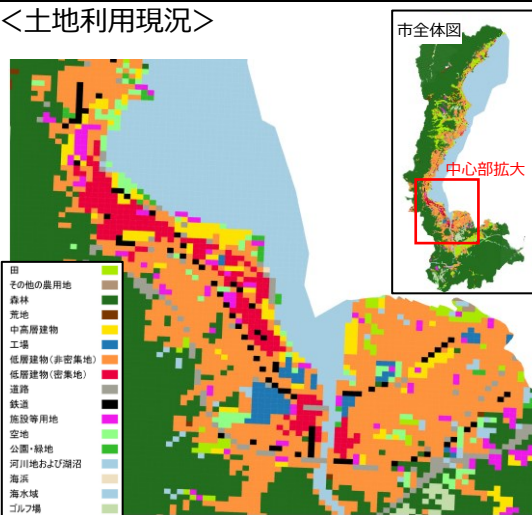 ＜土地利用現況＞
市全体図
中心部拡大
田
その他の農用地
森林
荒地
中高層建物
工場
低層建物(非密集地)
低層建物(密集地)
道路
鉄道
施設等用地
空地
公園・緑地
河川地および湖沼
海浜
海水域
ゴルフ場